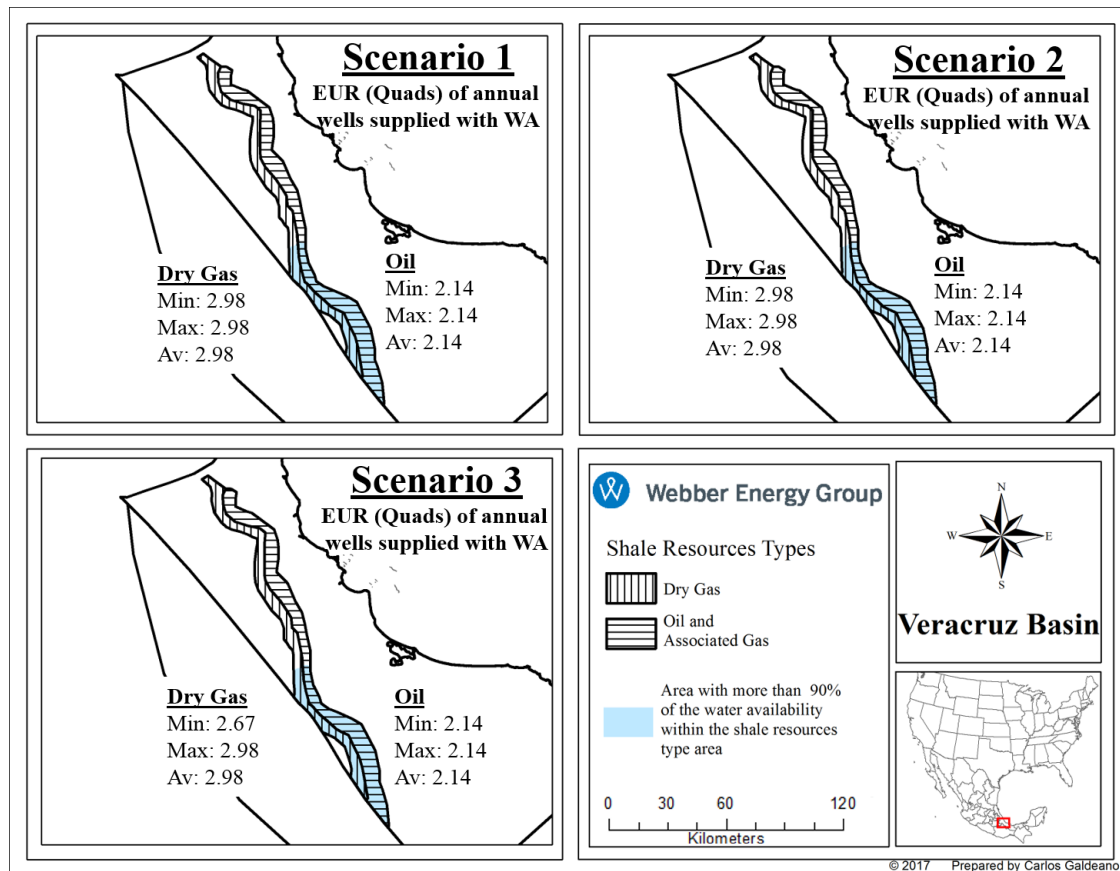 Scenario 1
EUR (Quads) of annual
wells supplied with WA
Dry Gas
Min: 2.98
Max: 2.98
Av: 2.98
Oil
Min: 2.14
Max: 2.14
Av: 2.14
Scenario 2
EUR (Quads) of annual
wells supplied with WA
Dry Gas
Min: 2.98
Max: 2.98
Av: 2.98
Oil
Min: 2.14
Max: 2.14
Av: 2.14
Scenario 3
EUR (Quads) of annual
wells supplied with WA
Dry Gas
Min: 2.67
Max: 2.98
Av: 2.98
Oil
Min: 2.14
Max: 2.14
Av: 2.14
W Webber Energy Group
Shale Resources Types
Dry Gas
Oil and
Associated Gas
Area with more than 90%
of the water availability
within the shale resources
type area
0 30 60 120
Kilometers
N
W E
S
Veracruz Basin
© 2017 Prepared by Carlos Galdeano